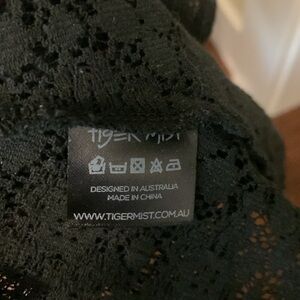 tiGER MiST
DESIGNED IN AUSTRALIA
MADE IN CHINA
WWW.TIGERMIST.COM.AU